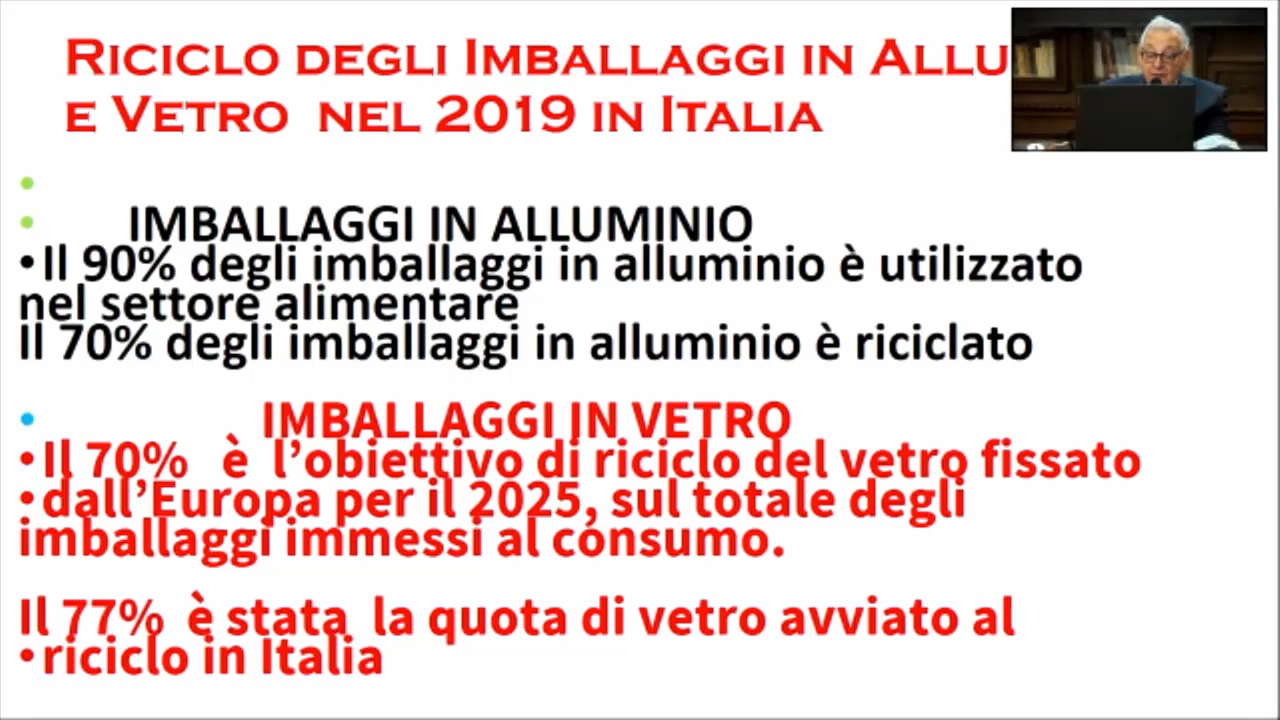 RICICLO DEGLI IMBALLAGGI IN ALLU
E VETRO NEL 2019 IN ITALIA
IMBALLAGGI IN ALLUMINIO
•Il 90% degli imballaggi in alluminio è utilizzato
nel settore alimentare
Il 70% degli imballaggi in alluminio è riciclato
IMBALLAGGI IN VETRO
•Il 70% è l’obiettivo di riciclo del vetro fissato
•dall’Europa per il 2025, sul totale degli
imballaggi immessi al consumo.
Il 77% è stata la quota di vetro avviato al
•riciclo in Italia